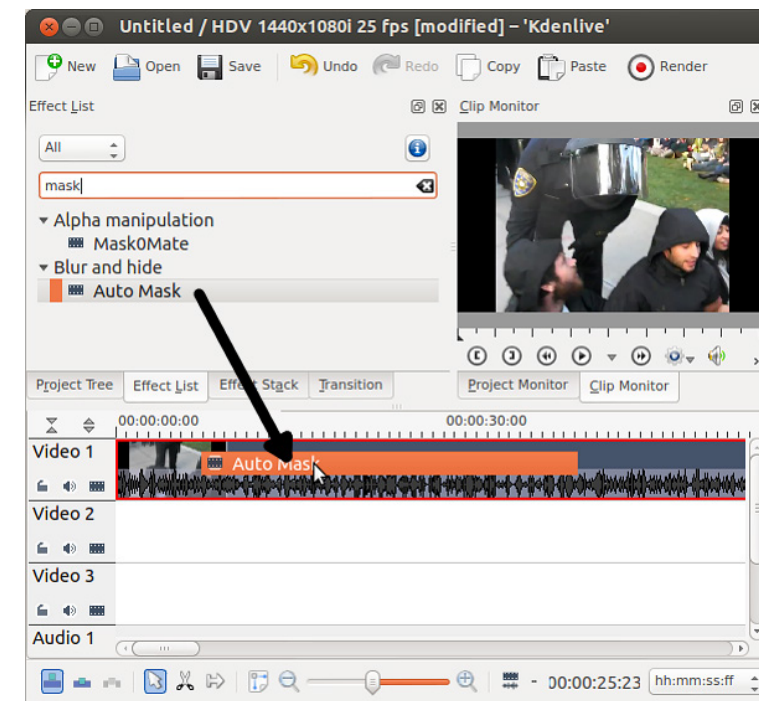 Untitled / HDV 1440x1080i 25 fps [modified] – 'Kdenlive'
New Open Save Undo Redo Copy Paste Render
Effect List
Clip Monitor
All
mask
Alpha manipulation
Mask0Mate
Blur and hide
Auto Mask
Project Tree Effect List Effect Stack Transition
Project Monitor Clip Monitor
00:00:00:00 00:00:30:00
Video 1
Auto Mask
Video 2
Video 3
Audio 1
00:00:25:23 hh:mm:ss:ff